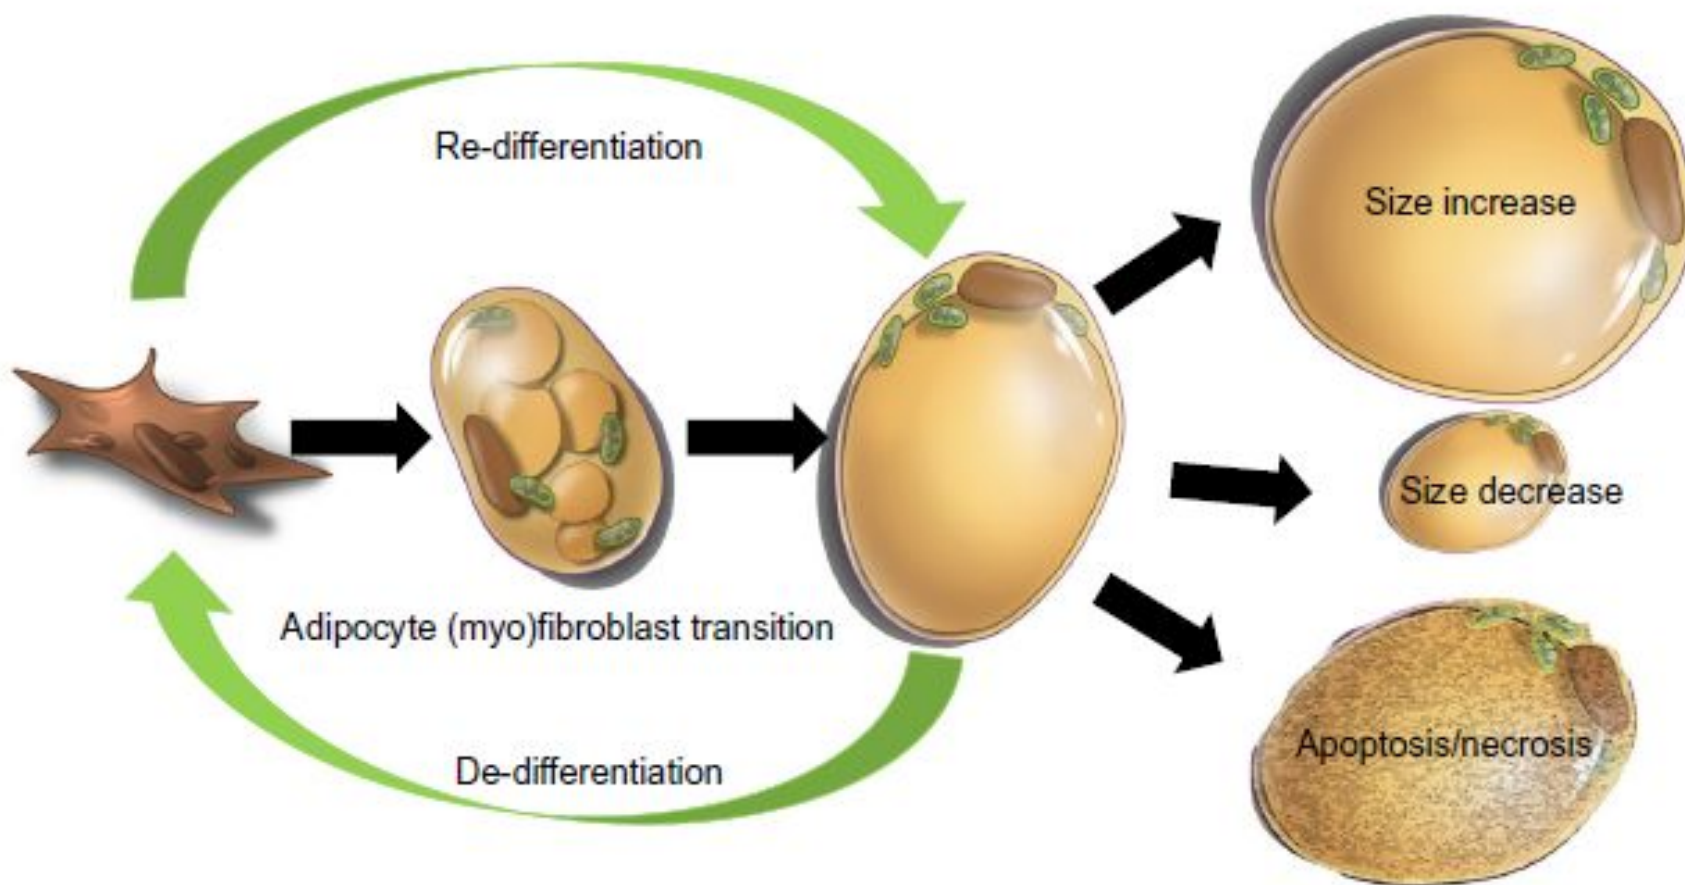 Re-differentiation
Size increase
Size decrease
Adipocyte (myo)fibroblast transition
De-differentiation
Apoptosis/necrosis